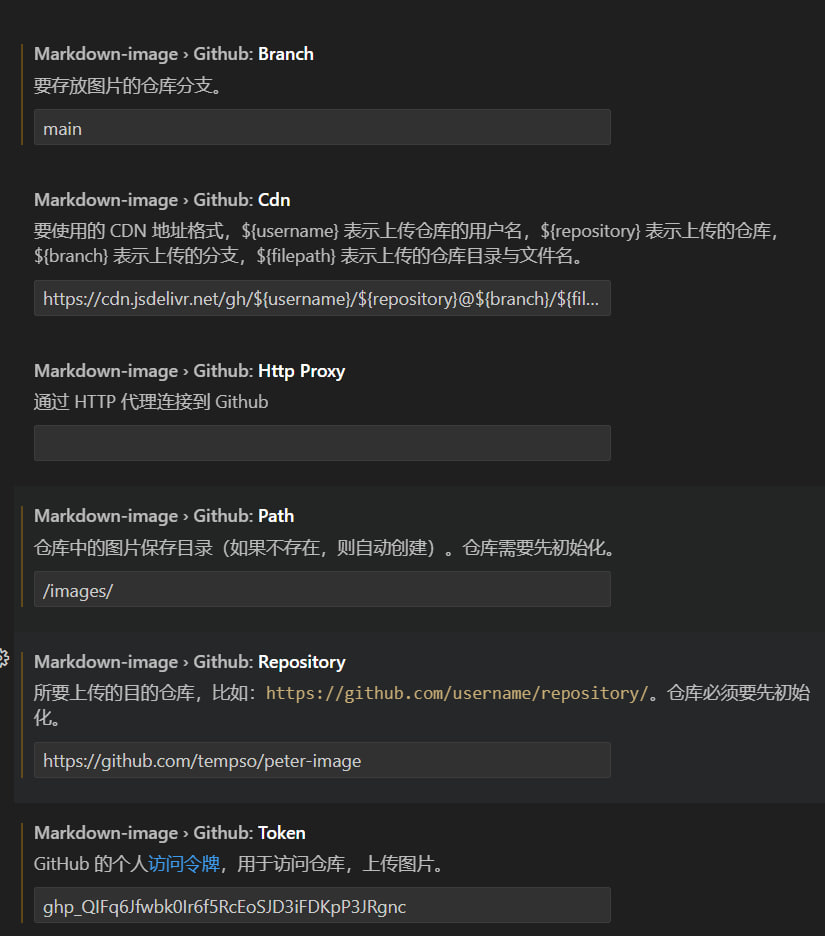 Markdown-image › Github: Branch
要存放图片的仓库分支。
main
Markdown-image › Github: Cdn
要使用的 CDN 地址格式，${username} 表示上传仓库的用户名，${repository} 表示上传的仓库，
${branch} 表示上传的分支，${filepath} 表示上传的仓库目录与文件名。
https://cdn.jsdelivr.net/gh/${username}/${repository}@${branch}/${fil...
Markdown-image › Github: Http Proxy
通过 HTTP 代理连接到 Github
Markdown-image › Github: Path
仓库中的图片保存目录（如果不存在，则自动创建）。仓库需要先初始化。
/images/
Markdown-image › Github: Repository
所要上传的目的仓库，比如：https://github.com/username/repository/。仓库必须要先初始
化。
https://github.com/tempso/peter-image
Markdown-image › Github: Token
GitHub 的个人访问令牌，用于访问仓库，上传图片。
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